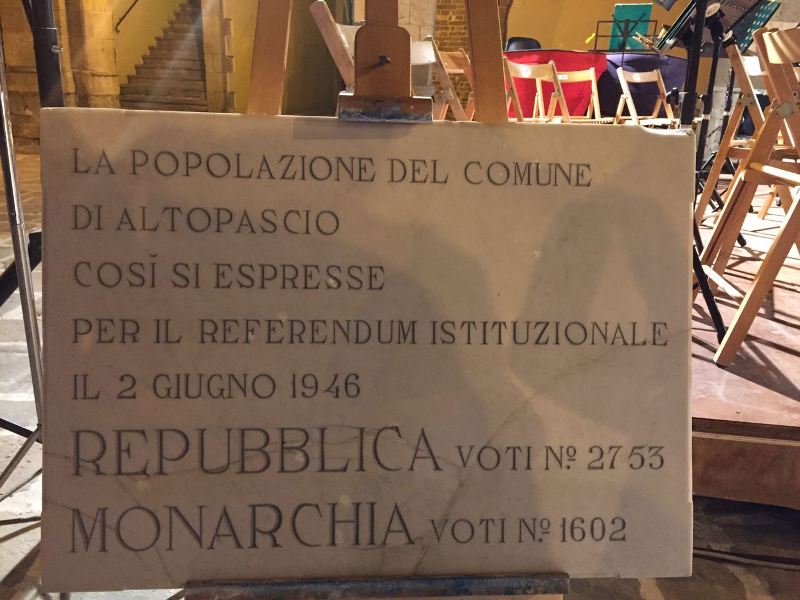 LA POPOLAZIONE DEL COMUNE
DI ALTOPASCIO
COSĬ SI ESPRESSE
PER IL REFERENDUM ISTITUZIONALE
IL 2 GIUGNO 1946
REPUBBLICA VOTI Nº. 2753
MONARCHIA VOTI Nº. 1602